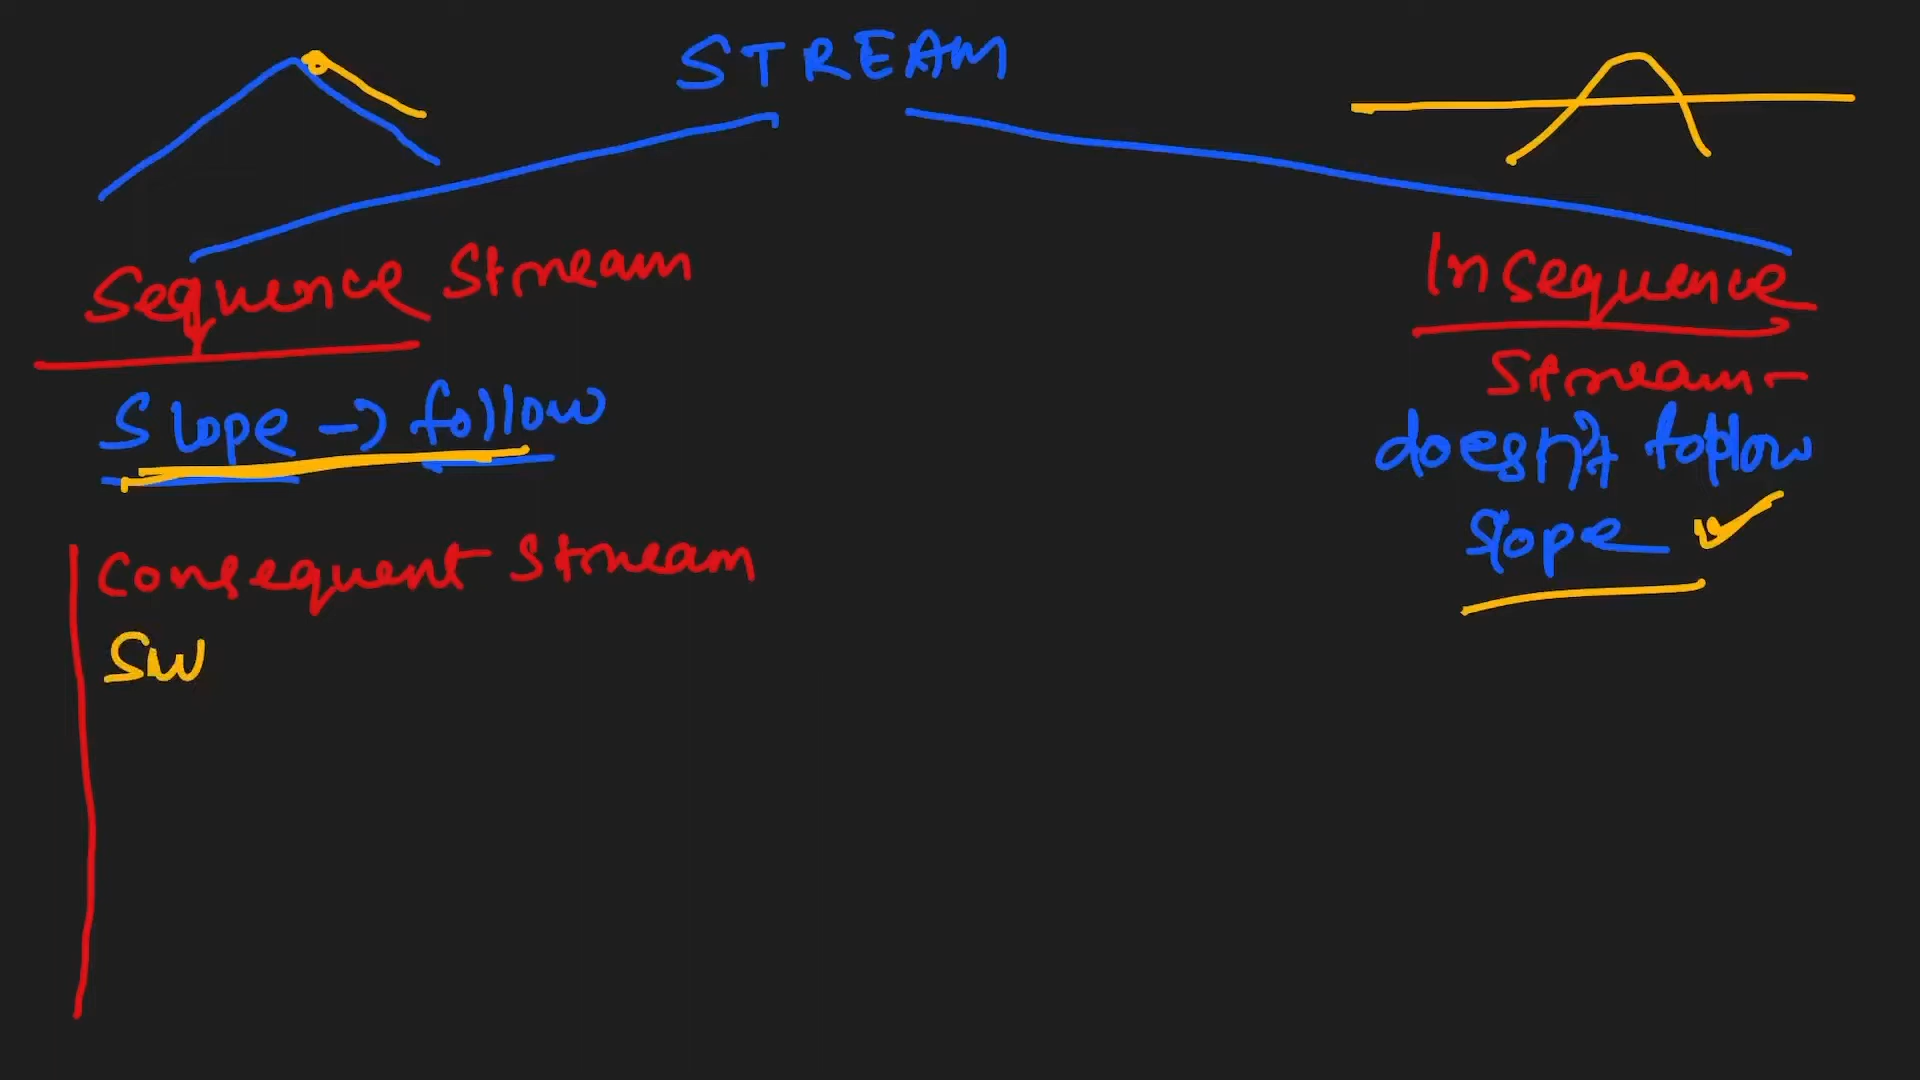 STREAM
Sequence Stream
Slope → follow
Consequent Stream
SW
Insequence
Stream-
doesn't follow
slope